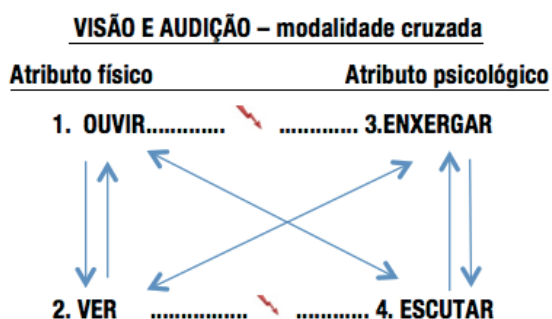 VISÃO E AUDIÇÃO – modalidade cruzada
Atributo físico Atributo psicológico
1. OUVIR............. ............. 3.ENXERGAR
2. VER ................ ............ 4. ESCUTAR